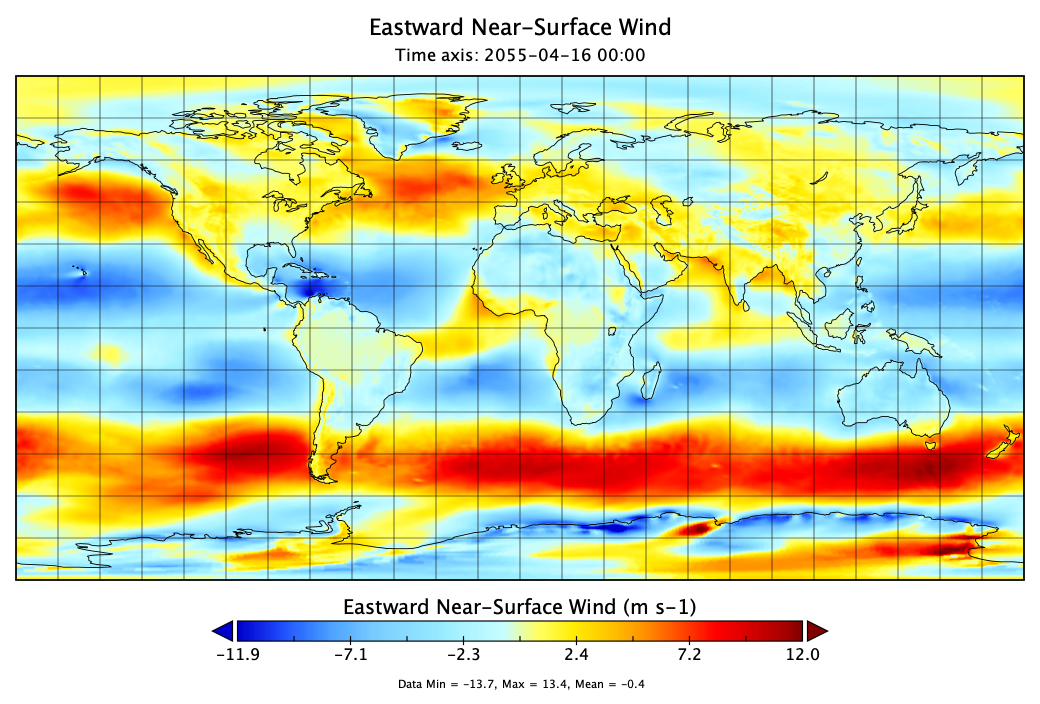 Eastward Near-Surface Wind
Time axis: 2055-04-16 00:00
Eastward Near-Surface Wind (m s-1)
-11.9 -7.1 -2.3 2.4 7.2 12.0
Data Min = -13.7, Max = 13.4, Mean = -0.4